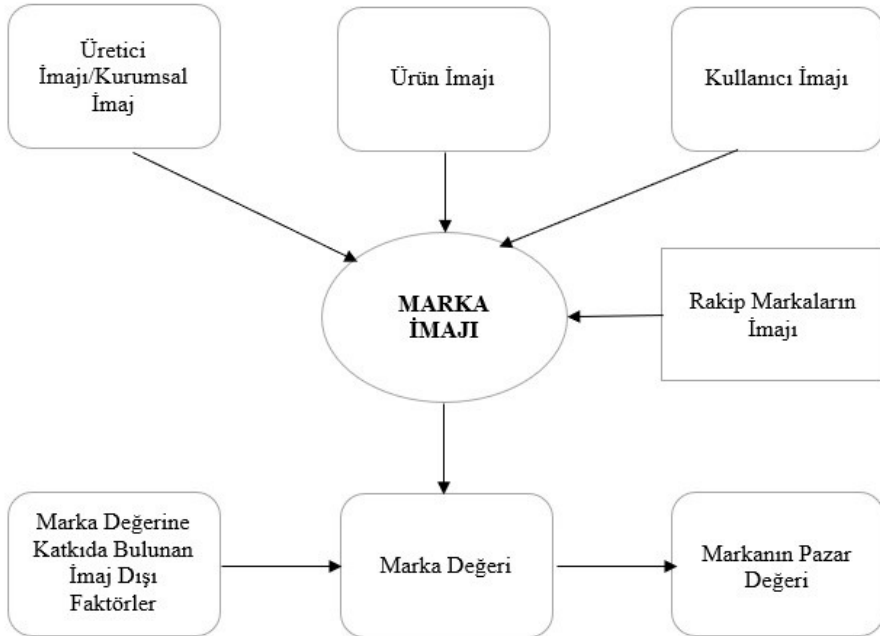 Üretici
İmajı/Kurumsal
İmaj
Ürün İmajı
Kullanıcı İmajı
MARKA
İMAJI
Rakip Markaların
İmajı
Marka Değerine
Katkıda Bulunan
İmaj Dışı
Faktörler
Marka Değeri
Markanın Pazar
Değeri